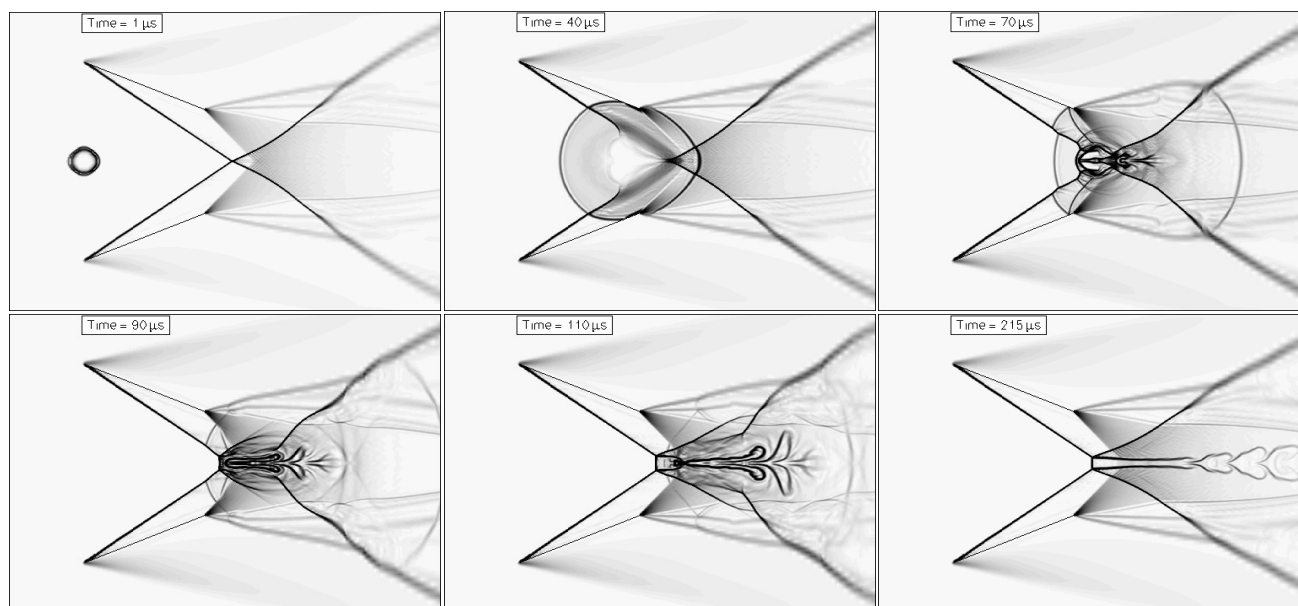 Time = 1 μs
Time = 40 μs
Time = 70 μs
Time = 90 μs
Time = 110 μs
Time = 215 μs